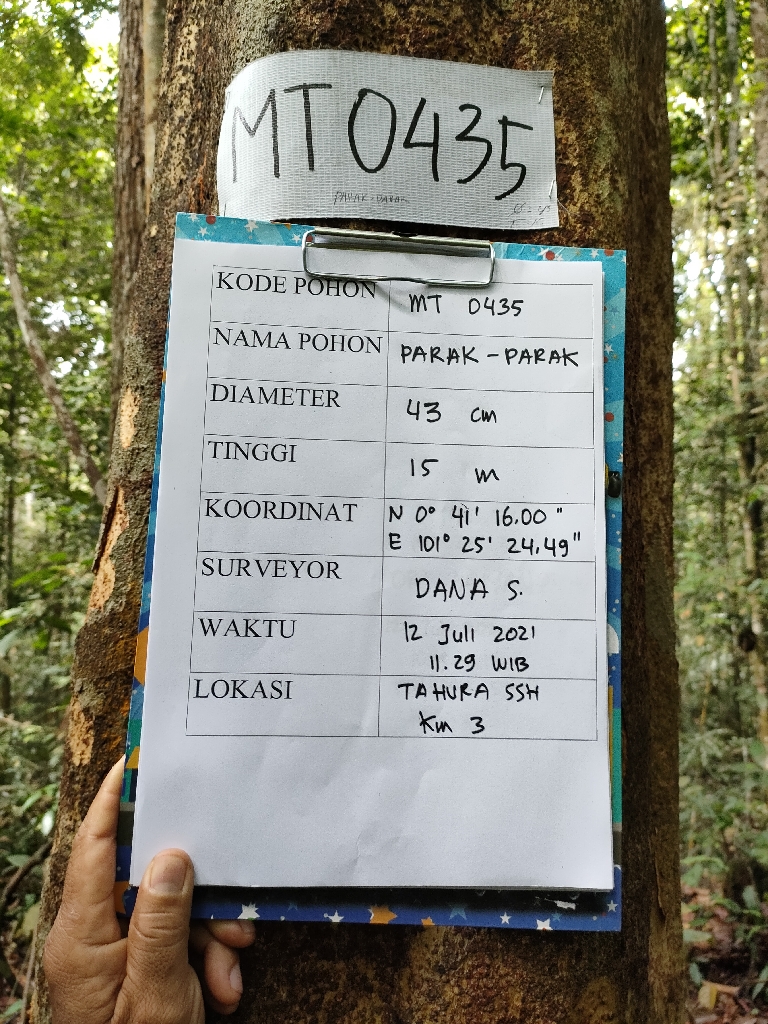 MT0435
PARAK-PARAK
KODE POHON MT 0435
NAMA POHON PARAK-PARAK
DIAMETER 43 cm
TINGGI 15 m
KOORDINAT N 0° 41' 16.00"
E 101° 25' 24.49"
SURVEYOR DANA S.
WAKTU 12 Juli 2021
11.29 WIB
LOKASI TAHURA SSH
Km 3